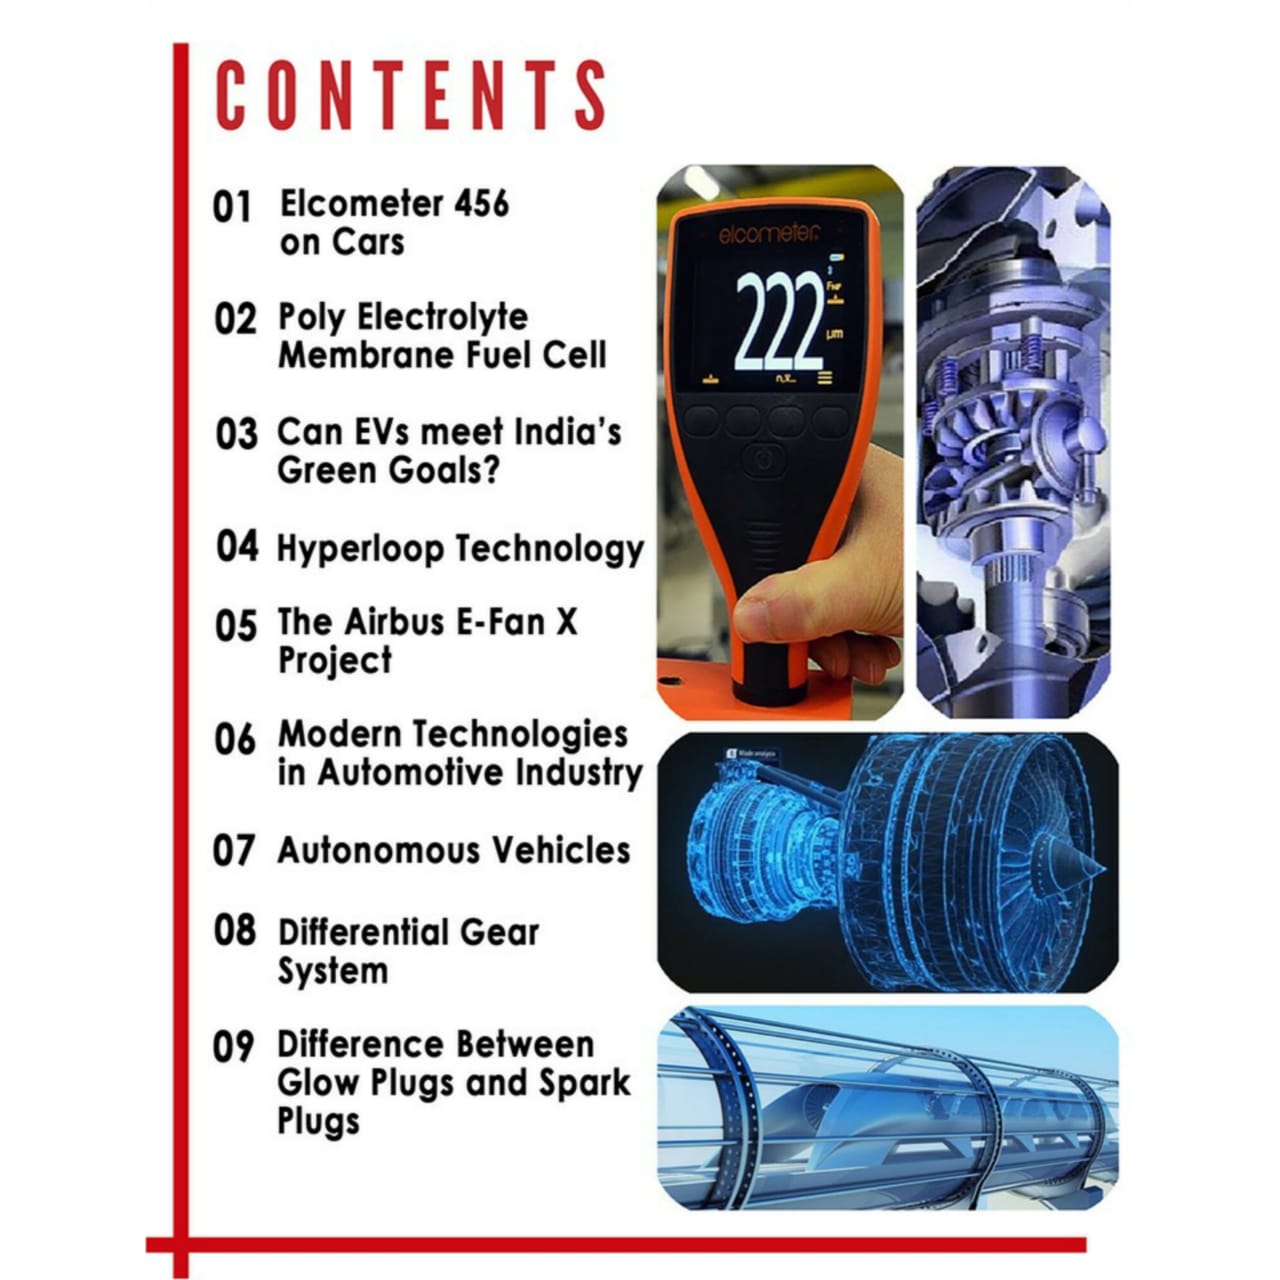 CONTENTS
01 Elcometer 456
on Cars
02 Poly Electrolyte
Membrane Fuel Cell
03 Can EVs meet India's
Green Goals?
04 Hyperloop Technology
05 The Airbus E-Fan X
Project
06 Modern Technologies
in Automotive Industry
07 Autonomous Vehicles
08 Differential Gear
System
09 Difference Between
Glow Plugs and Spark
Plugs
elcometer
222
µm